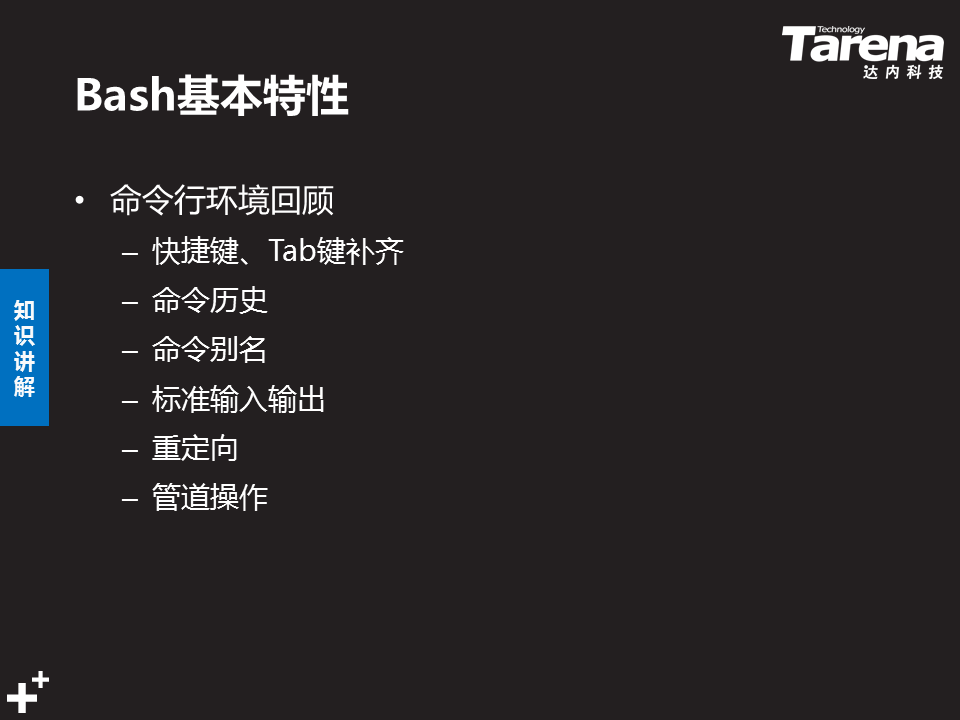 Technology
Tarena
达内科技
Bash基本特性
• 命令行环境回顾
– 快捷键、Tab键补齐
– 命令历史
– 命令别名
– 标准输入输出
– 重定向
– 管道操作
知识讲解